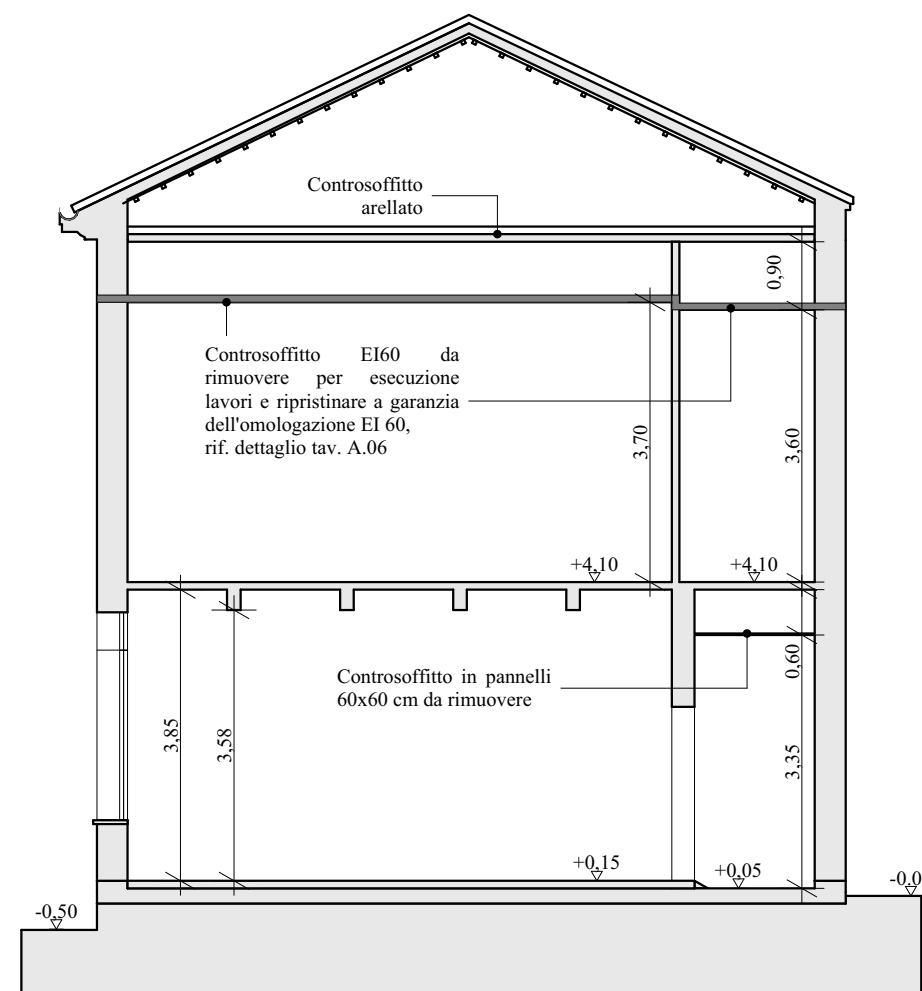 Controsoffitto
arellato
0,90
Controsoffitto EI60 da
rimuovere per esecuzione
lavori e ripristinare a garanzia
dell'omologazione EI 60,
rif. dettaglio tav. A.06
3,70
3,60
+4,10
+4,10
Controsoffitto in pannelli
60x60 cm da rimuovere
0,60
3,85
3,58
3,35
+0,15
+0,05
-0,50
-0,0